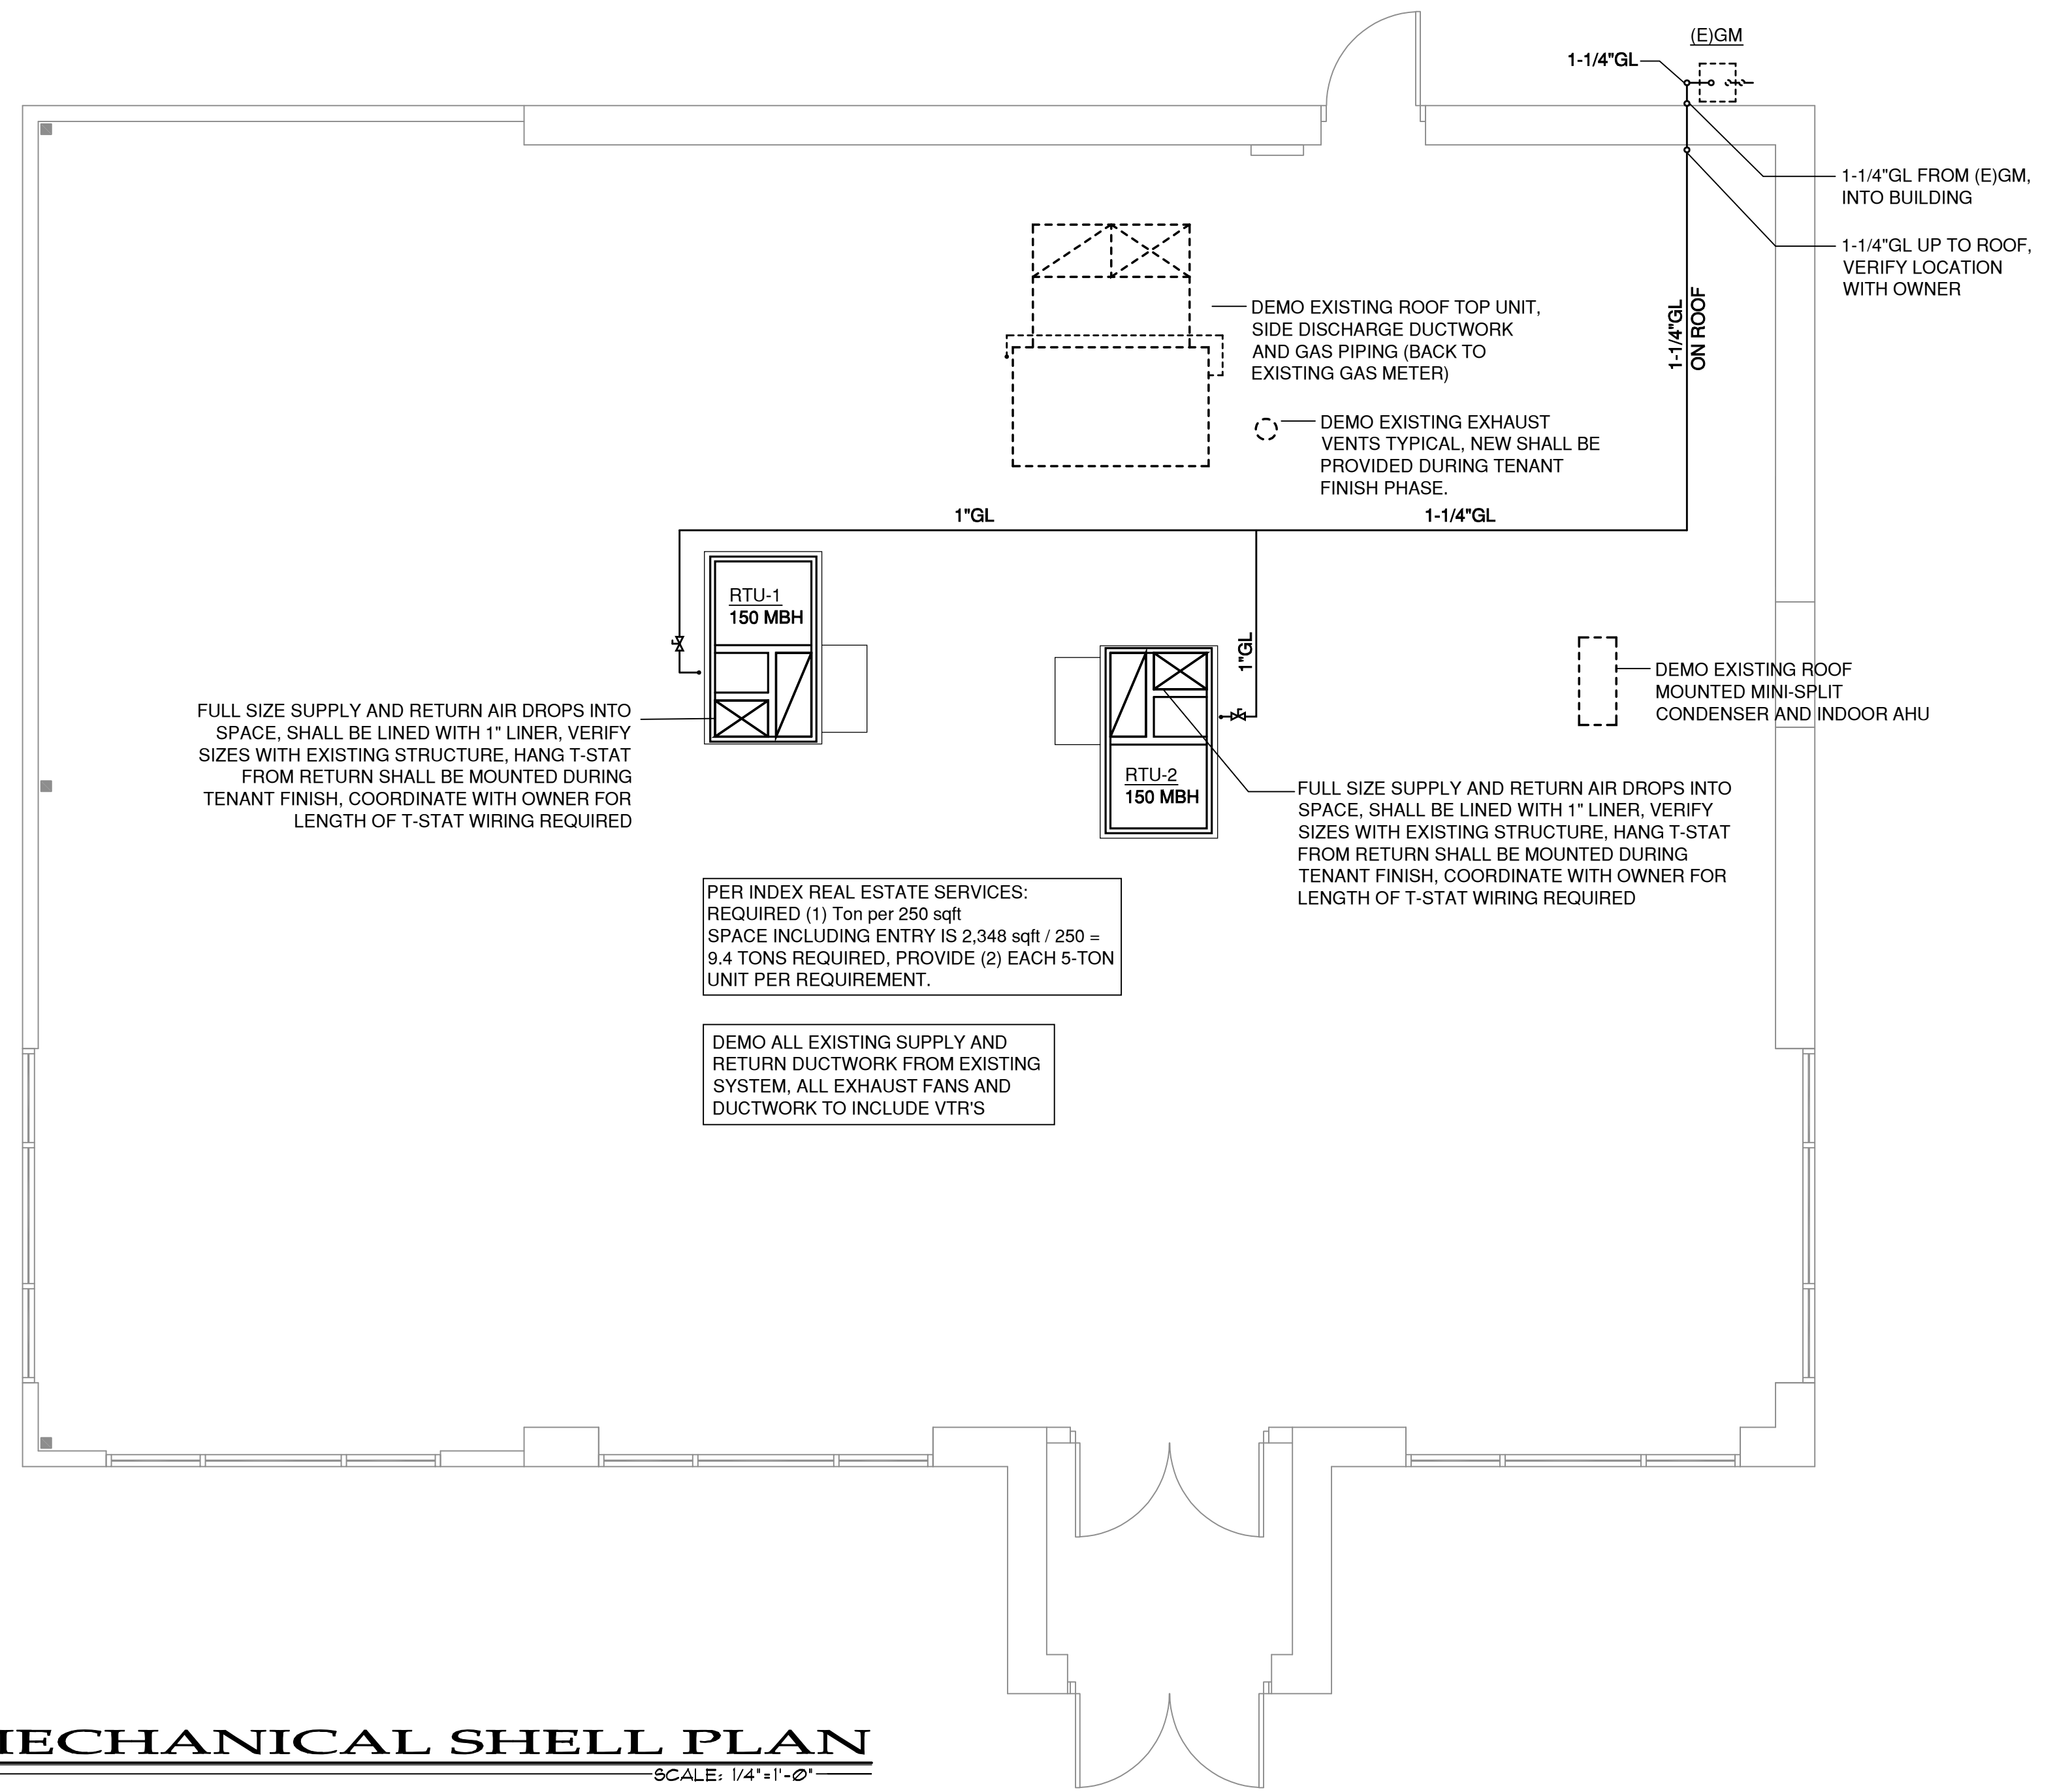 (E)GM
1-1/4"GL
1-1/4"GL FROM (E)GM,
INTO BUILDING
1-1/4"GL UP TO ROOF,
VERIFY LOCATION
WITH OWNER
1-1/4"GL
ON ROOF
DEMO EXISTING ROOF TOP UNIT,
SIDE DISCHARGE DUCTWORK
AND GAS PIPING (BACK TO
EXISTING GAS METER)
DEMO EXISTING EXHAUST
VENTS TYPICAL, NEW SHALL BE
PROVIDED DURING TENANT
FINISH PHASE.
1"GL
1-1/4"GL
RTU-1
150 MBH
1"GL
DEMO EXISTING ROOF
MOUNTED MINI-SPLIT
CONDENSER AND INDOOR AHU
FULL SIZE SUPPLY AND RETURN AIR DROPS INTO
SPACE, SHALL BE LINED WITH 1" LINER, VERIFY
SIZES WITH EXISTING STRUCTURE, HANG T-STAT
FROM RETURN SHALL BE MOUNTED DURING
TENANT FINISH, COORDINATE WITH OWNER FOR
LENGTH OF T-STAT WIRING REQUIRED
RTU-2
150 MBH
FULL SIZE SUPPLY AND RETURN AIR DROPS INTO
SPACE, SHALL BE LINED WITH 1" LINER, VERIFY
SIZES WITH EXISTING STRUCTURE, HANG T-STAT
FROM RETURN SHALL BE MOUNTED DURING
TENANT FINISH, COORDINATE WITH OWNER FOR
LENGTH OF T-STAT WIRING REQUIRED
PER INDEX REAL ESTATE SERVICES:
REQUIRED (1) Ton per 250 sqft
SPACE INCLUDING ENTRY IS 2,348 sqft / 250 =
9.4 TONS REQUIRED, PROVIDE (2) EACH 5-TON
UNIT PER REQUIREMENT.
DEMO ALL EXISTING SUPPLY AND
RETURN DUCTWORK FROM EXISTING
SYSTEM, ALL EXHAUST FANS AND
DUCTWORK TO INCLUDE VTR'S
MECHANICAL SHELL PLAN
SCALE: 1/4"=1'-0"